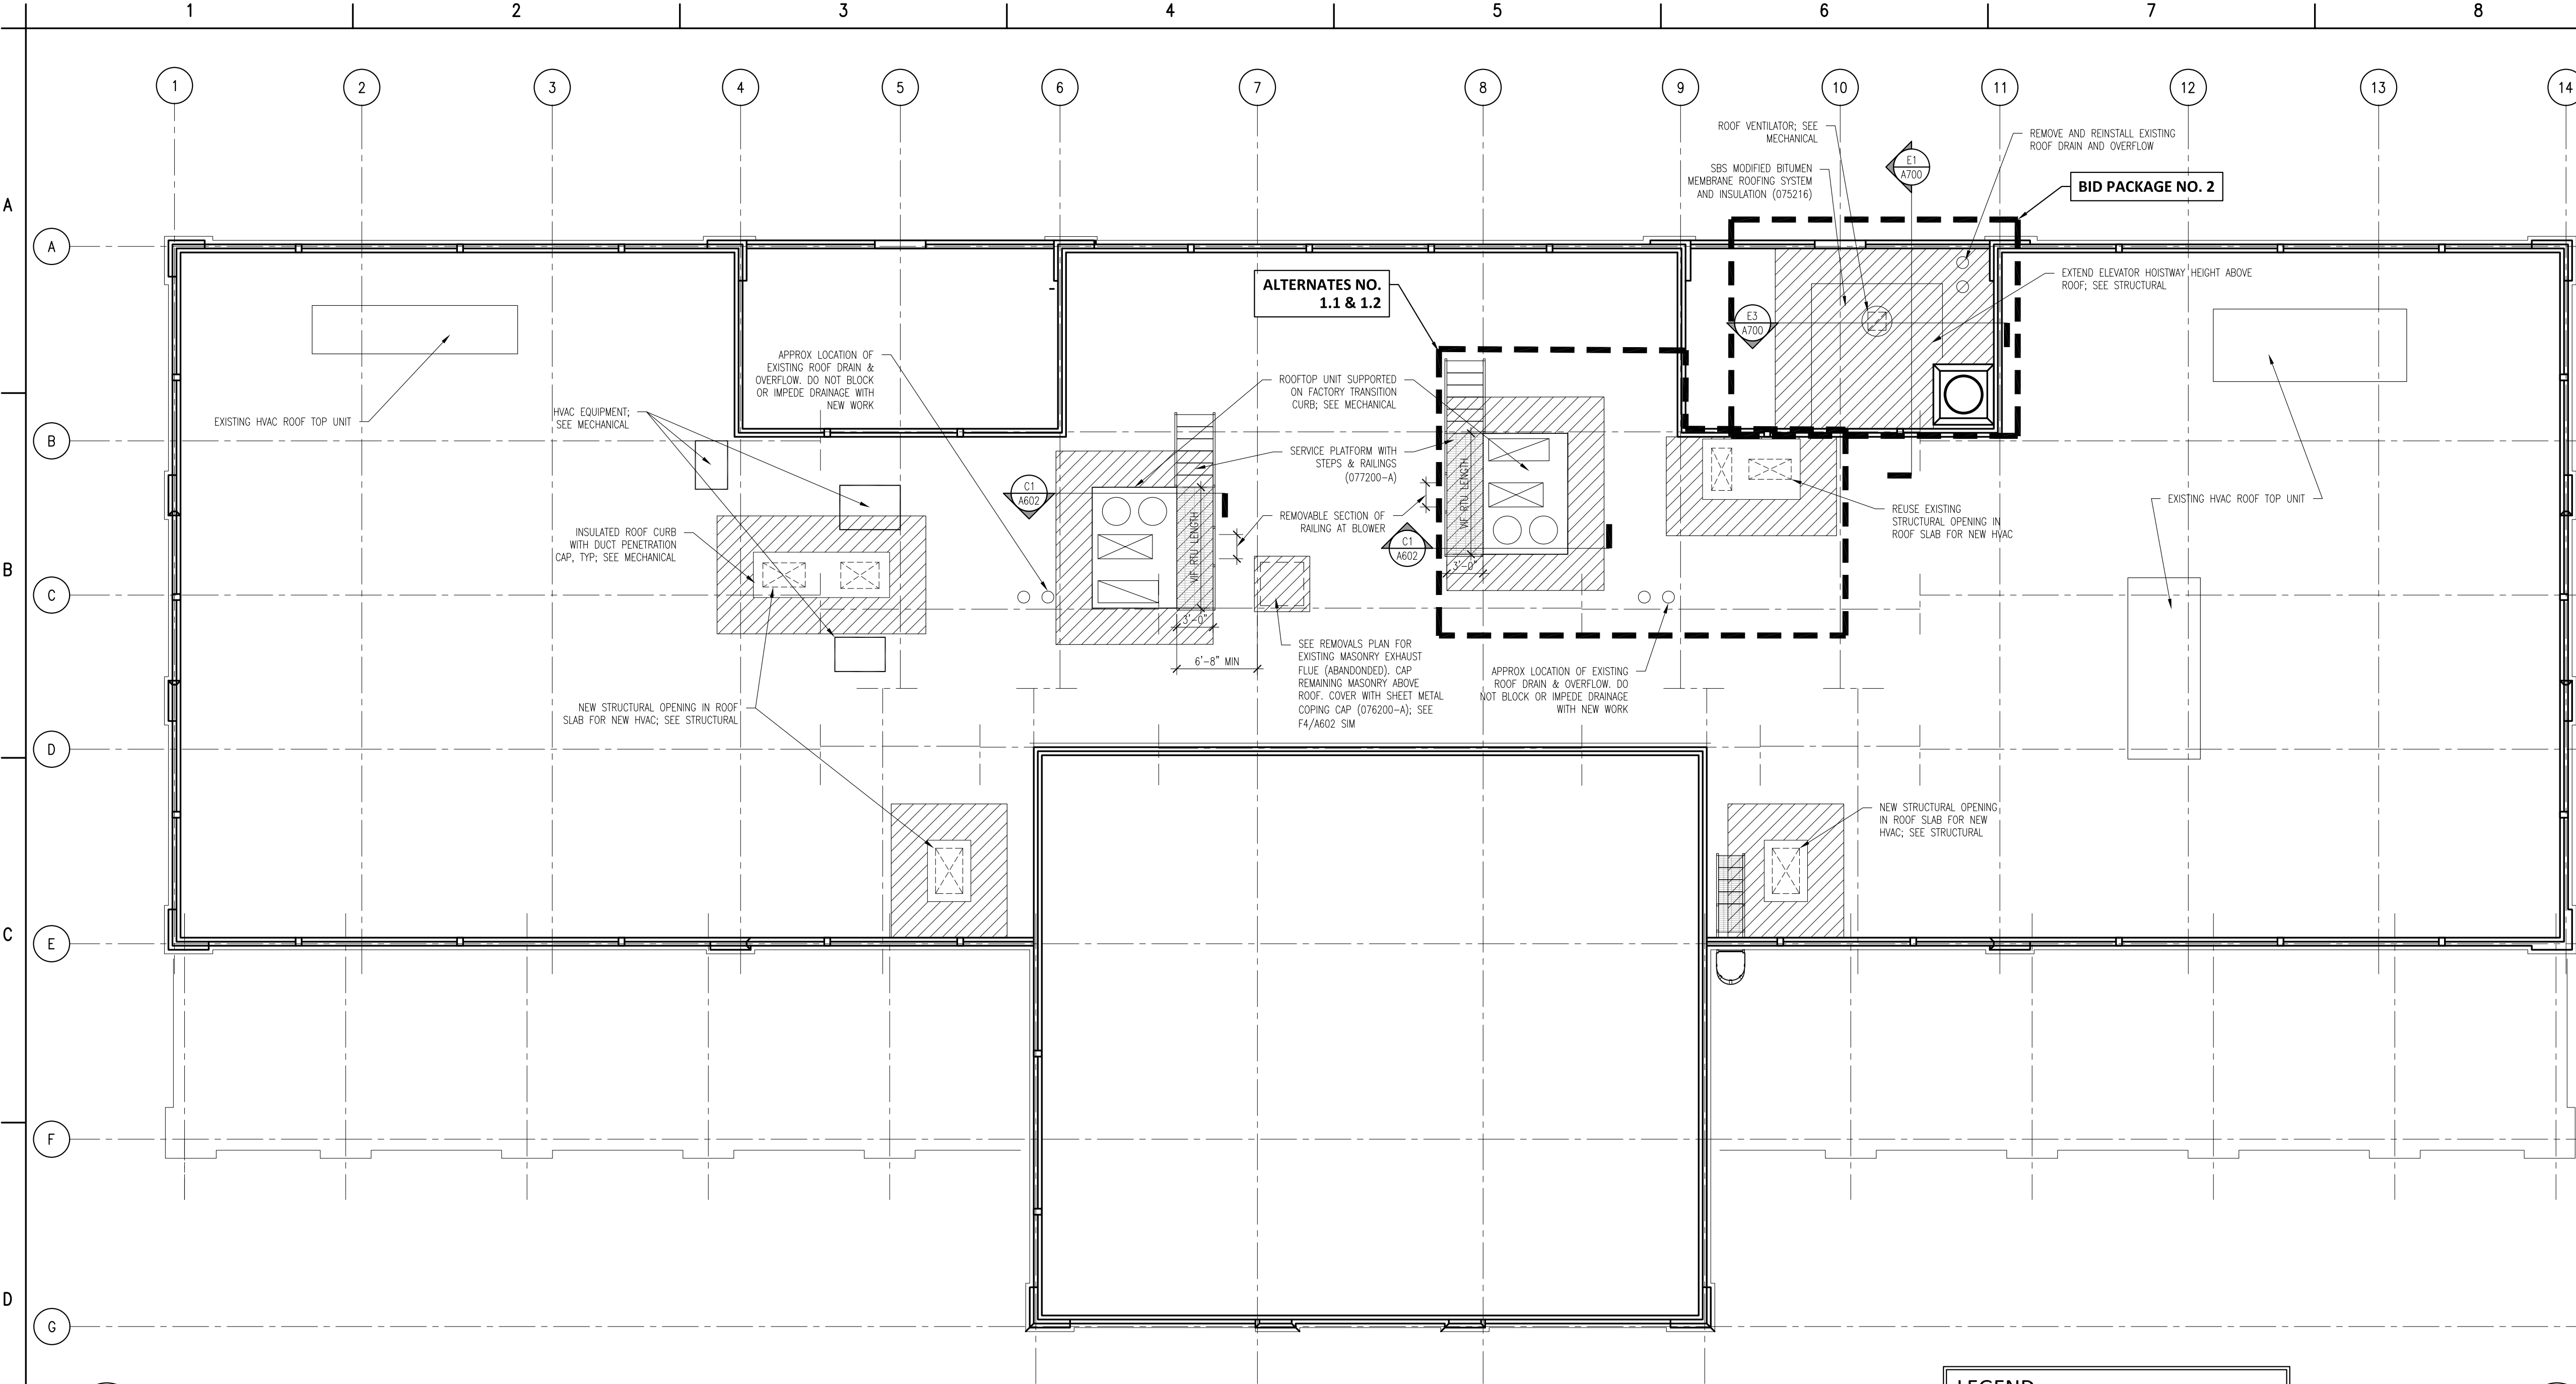 1 2 3 4 5 6 7 8
1 2 3 4 5 6 7 8 9 10 11 12 13 14
A
B
C
D
A
B
C
D
E
F
G
ROOF VENTILATOR; SEE
MECHANICAL
SBS MODIFIED BITUMEN
MEMBRANE ROOFING SYSTEM
AND INSULATION (075216)
E1
A700
REMOVE AND REINSTALL EXISTING
ROOF DRAIN AND OVERFLOW
BID PACKAGE NO. 2
EXTEND ELEVATOR HOISTWAY HEIGHT ABOVE
ROOF; SEE STRUCTURAL
E3
A700
ALTERNATES NO.
1.1 & 1.2
EXISTING HVAC ROOF TOP UNIT
HVAC EQUIPMENT;
SEE MECHANICAL
APPROX LOCATION OF
EXISTING ROOF DRAIN &
OVERFLOW. DO NOT BLOCK
OR IMPEDE DRAINAGE WITH
NEW WORK
ROOFTOP UNIT SUPPORTED
ON FACTORY TRANSITION
CURB; SEE MECHANICAL
SERVICE PLATFORM WITH
STEPS & RAILINGS
(077200-A)
REMOVABLE SECTION OF
RAILING AT BLOWER
C1
A602
VIF RTU LENGTH
3'-0"
6'-8" MIN
C1
A602
VIF RTU LENGTH
3'-0"
INSULATED ROOF CURB
WITH DUCT PENETRATION
CAP, TYP; SEE MECHANICAL
NEW STRUCTURAL OPENING IN ROOF
SLAB FOR NEW HVAC; SEE STRUCTURAL
SEE REMOVALS PLAN FOR
EXISTING MASONRY EXHAUST
FLUE (ABANDONDED). CAP
REMAINING MASONRY ABOVE
ROOF. COVER WITH SHEET METAL
COPING CAP (076200-A); SEE
F4/A602 SIM
APPROX LOCATION OF EXISTING
ROOF DRAIN & OVERFLOW. DO
NOT BLOCK OR IMPEDE DRAINAGE
WITH NEW WORK
REUSE EXISTING
STRUCTURAL OPENING IN
ROOF SLAB FOR NEW HVAC
EXISTING HVAC ROOF TOP UNIT
NEW STRUCTURAL OPENING
IN ROOF SLAB FOR NEW
HVAC; SEE STRUCTURAL
LEGEND